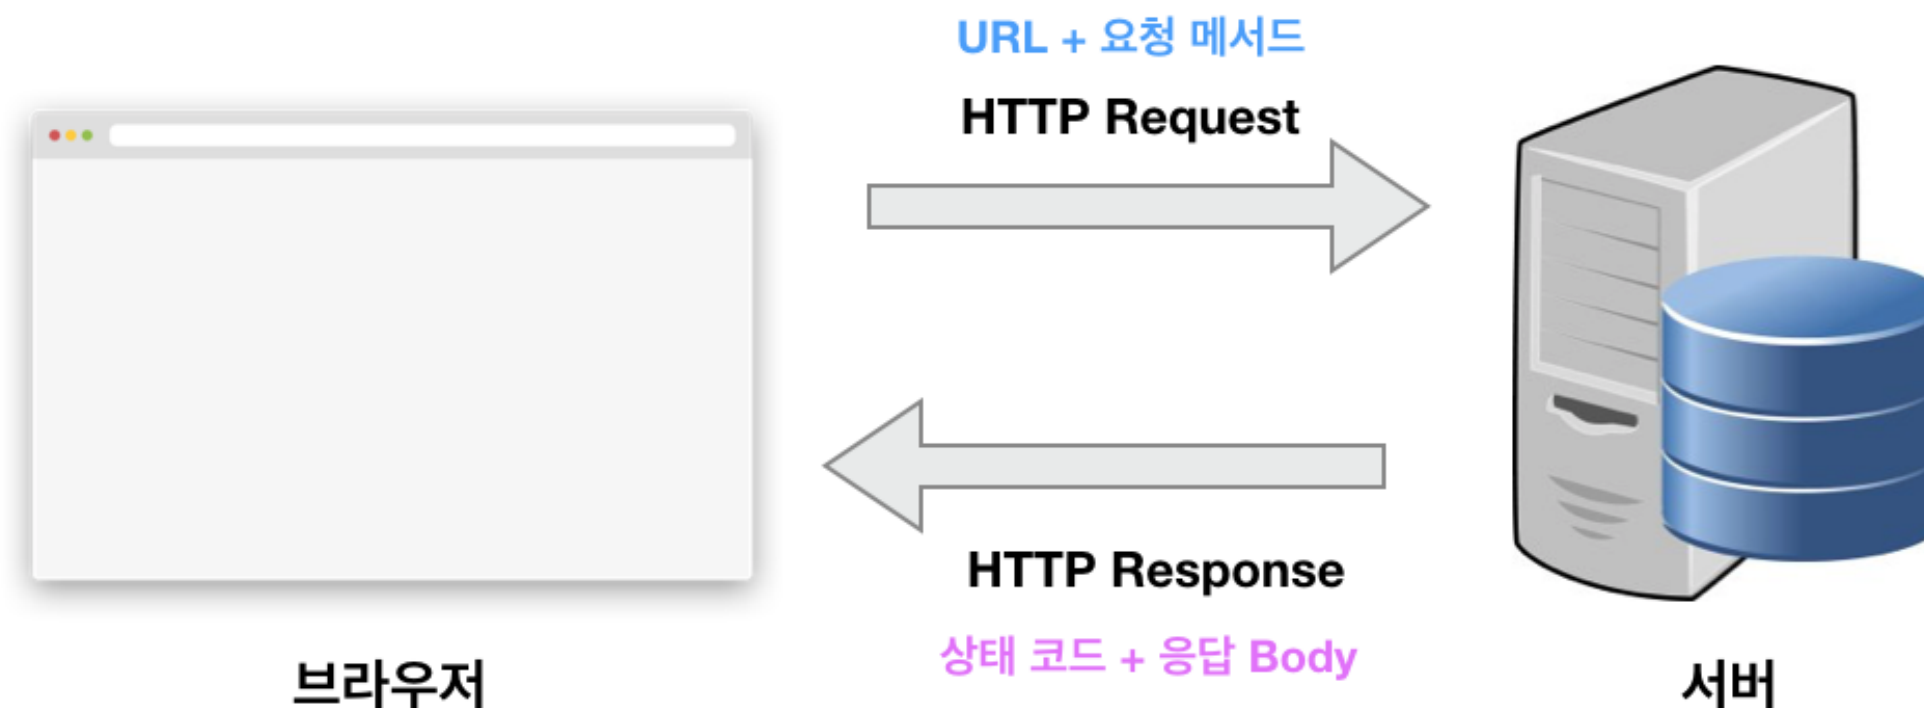 URL + 요청 메서드
HTTP Request
HTTP Response
상태 코드 + 응답 Body
브라우저
서버